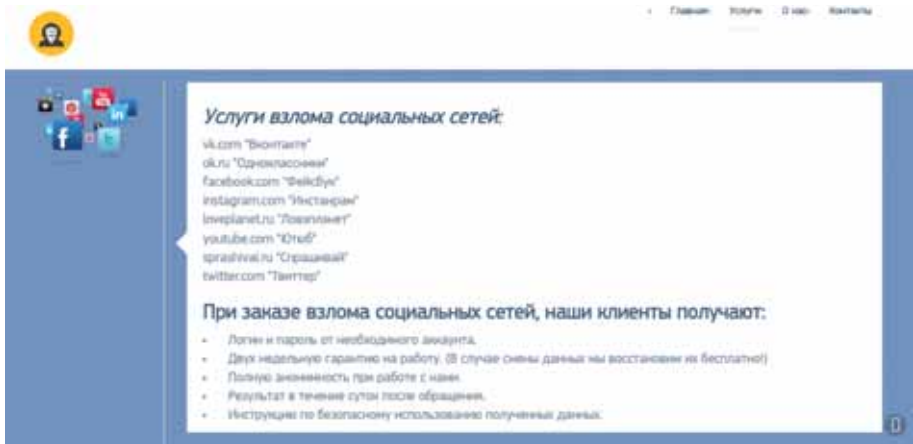 Главная Услуги О нас Контакты
Услуги взлома социальных сетей:
vk.com "Вконтакте"
ok.ru "Одноклассники"
facebook.com "Фейсбук"
instagram.com "Инстанрам"
loveplanet.ru "Ловпланет"
youtube.com "Ютюб"
sprashivai.ru "Спрашивай"
twitter.com "Твиттер"
При заказе взлома социальных сетей, наши клиенты получают:
• Логин и пароль от необходимого аккаунта.
• Двух недельную гарантию на работу. (В случае смены данных мы восстановим их бесплатно!)
• Полную анонимность при работе с нами.
• Результат в течение суток после обращения.
• Инструкцию по безопасному использованию полученных данных.